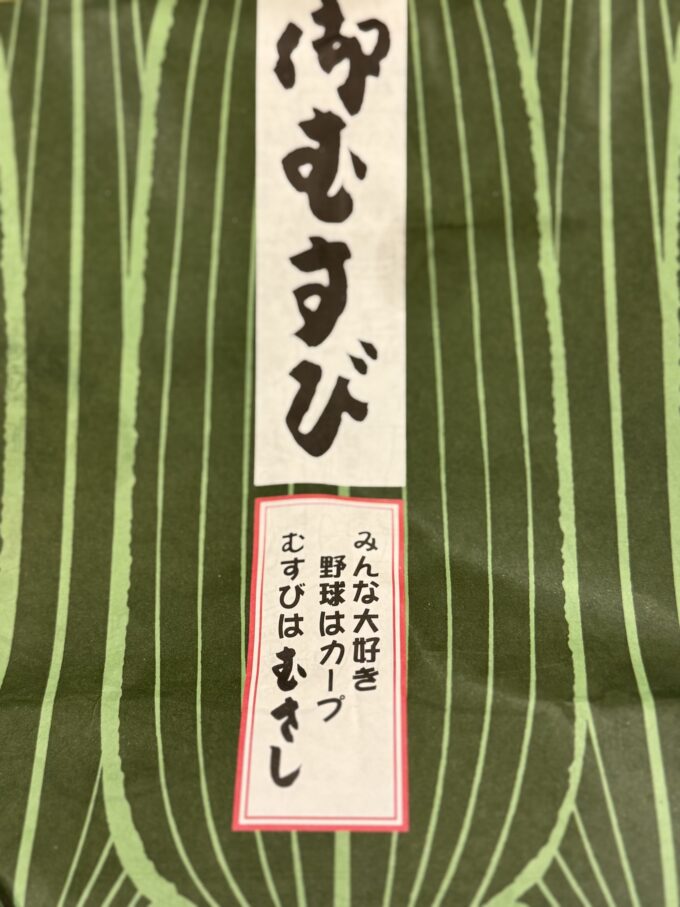 御むすび
みんな大好き
野球はカープ
むすびは むさし